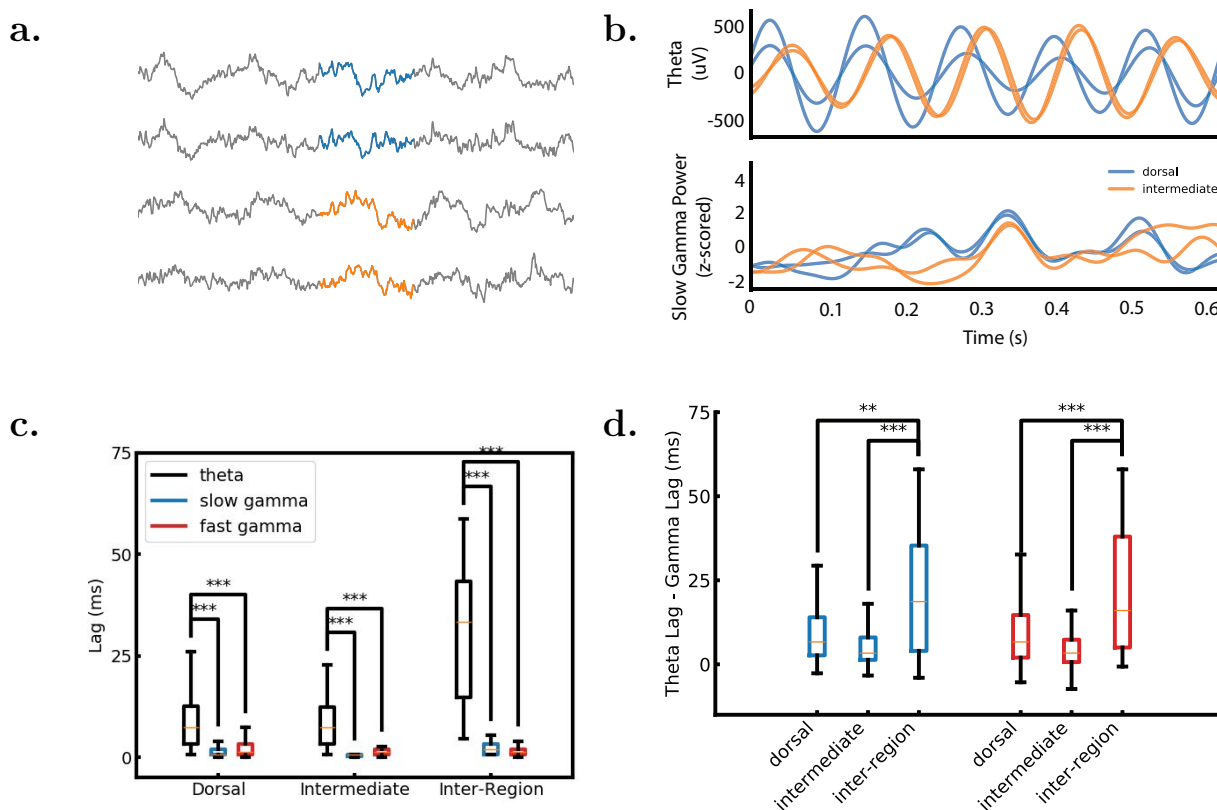 a.
b.
Theta
(uV)
500
0
-500
Slow Gamma Power
(z-scored)
4
2
0
-2
dorsal
intermediate
0 0.1 0.2 0.3 0.4 0.5 0.6
Time (s)
c.
Lag (ms)
75
50
25
0
theta
slow gamma
fast gamma
***
***
***
***
***
***
Dorsal Intermediate Inter-Region
d.
Theta Lag - Gamma Lag (ms)
75
50
25
0
**
***
***
***
dorsal
intermediate
inter-region
dorsal
intermediate
inter-region